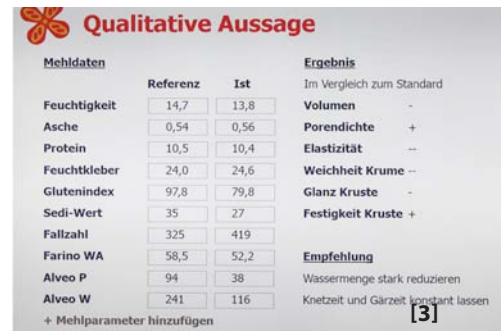 Qualitative Aussage
Mehldaten
Referenz Ist
Feuchtigkeit 14,7 13,8
Asche 0,54 0,56
Protein 10,5 10,4
Feuchtkleber 24,0 24,6
Glutenindex 97,8 79,8
Sedi-Wert 35 27
Fallzahl 325 419
Farino WA 58,5 52,2
Alveo P 94 38
Alveo W 241 116
+ Mehlparameter hinzufügen
Ergebnis
Im Vergleich zum Standard
Volumen -
Porendichte +
Elastizität --
Weichheit Krume --
Glanz Kruste -
Festigkeit Kruste +
Empfehlung
Wassermenge stark reduzieren
Knetzeit und Gärzeit konstant lassen
[3]